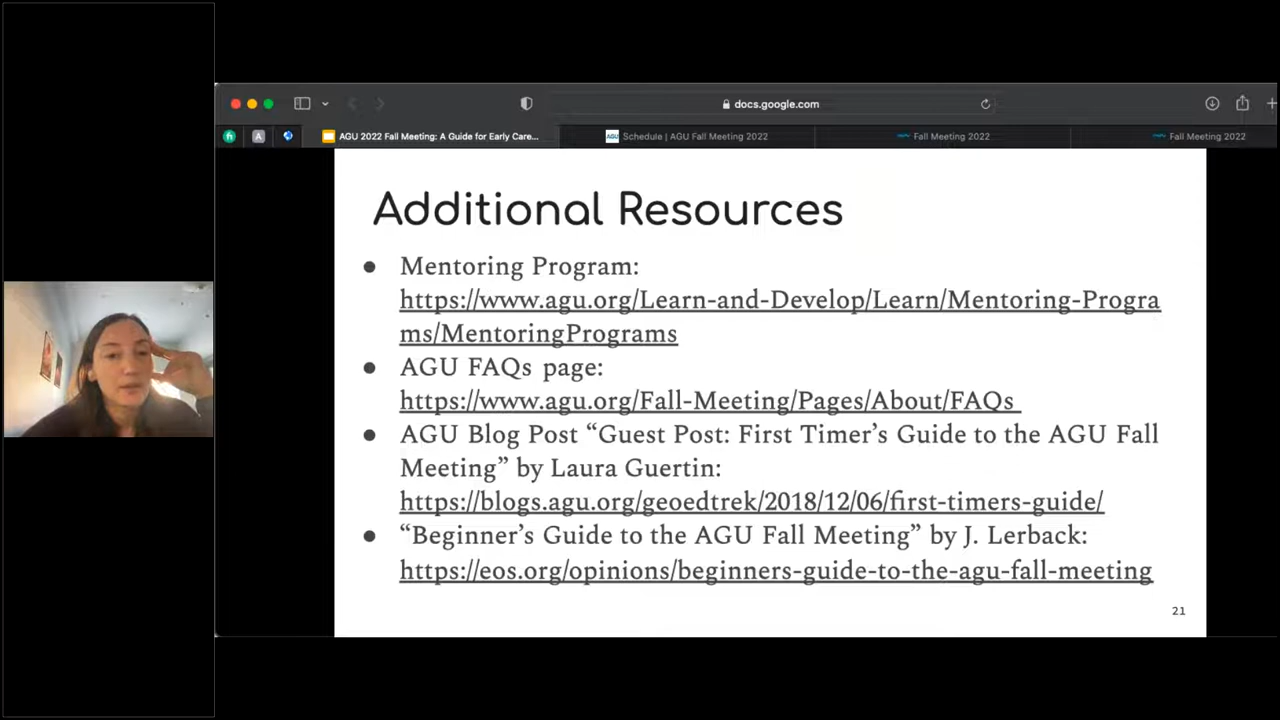 docs.google.com
AGU 2022 Fall Meeting: A Guide for Early Care...
AGU
Schedule | AGU Fall Meeting 2022
Fall Meeting 2022
Fall Meeting 2022
Additional Resources
● Mentoring Program:
https://www.agu.org/Learn-and-Develop/Learn/Mentoring-Progra
ms/MentoringPrograms
● AGU FAQs page:
https://www.agu.org/Fall-Meeting/Pages/About/FAQs
● AGU Blog Post “Guest Post: First Timer’s Guide to the AGU Fall
Meeting” by Laura Guertin:
https://blogs.agu.org/geoedtrek/2018/12/06/first-timers-guide/
● “Beginner’s Guide to the AGU Fall Meeting” by J. Lerback:
https://eos.org/opinions/beginners-guide-to-the-agu-fall-meeting
21